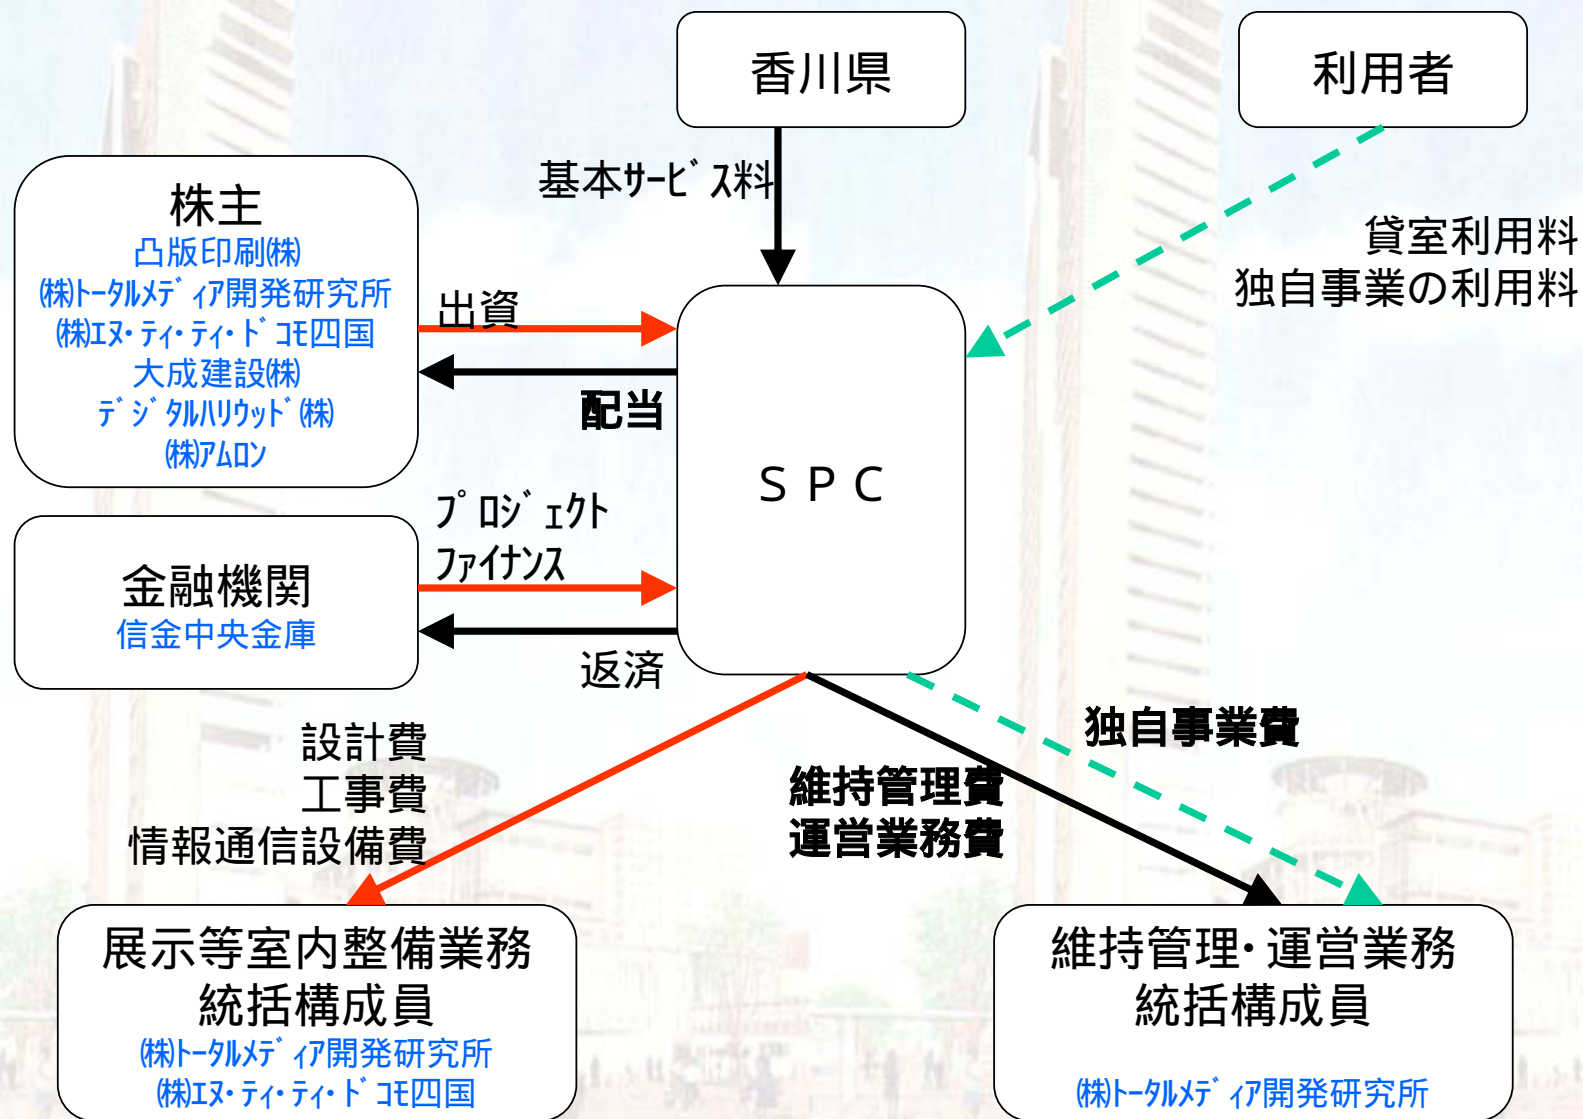 香川県
利用者
基本ｻｰﾋﾞｽ料
貸室利用料
独自事業の利用料
株主
凸版印刷㈱
㈱ﾄｰﾀﾙﾒﾃﾞｨｱ開発研究所
㈱ｴﾇ･ﾃｨ･ﾃｨ･ﾄﾞｺﾓ四国
大成建設㈱
ﾃﾞｼﾞﾀﾙﾊﾘｳｯﾄﾞ㈱
㈱ｱﾑﾛﾝ
出資
配当
ＳＰＣ
ﾌﾟﾛｼﾞｪｸﾄ
ﾌｧｲﾅﾝｽ
金融機関
信金中央金庫
返済
設計費
工事費
情報通信設備費
維持管理費
運営業務費
独自事業費
展示等室内整備業務
統括構成員
㈱ﾄｰﾀﾙﾒﾃﾞｨｱ開発研究所
㈱ｴﾇ･ﾃｨ･ﾃｨ･ﾄﾞｺﾓ四国
維持管理･運営業務
統括構成員
㈱ﾄｰﾀﾙﾒﾃﾞｨｱ開発研究所